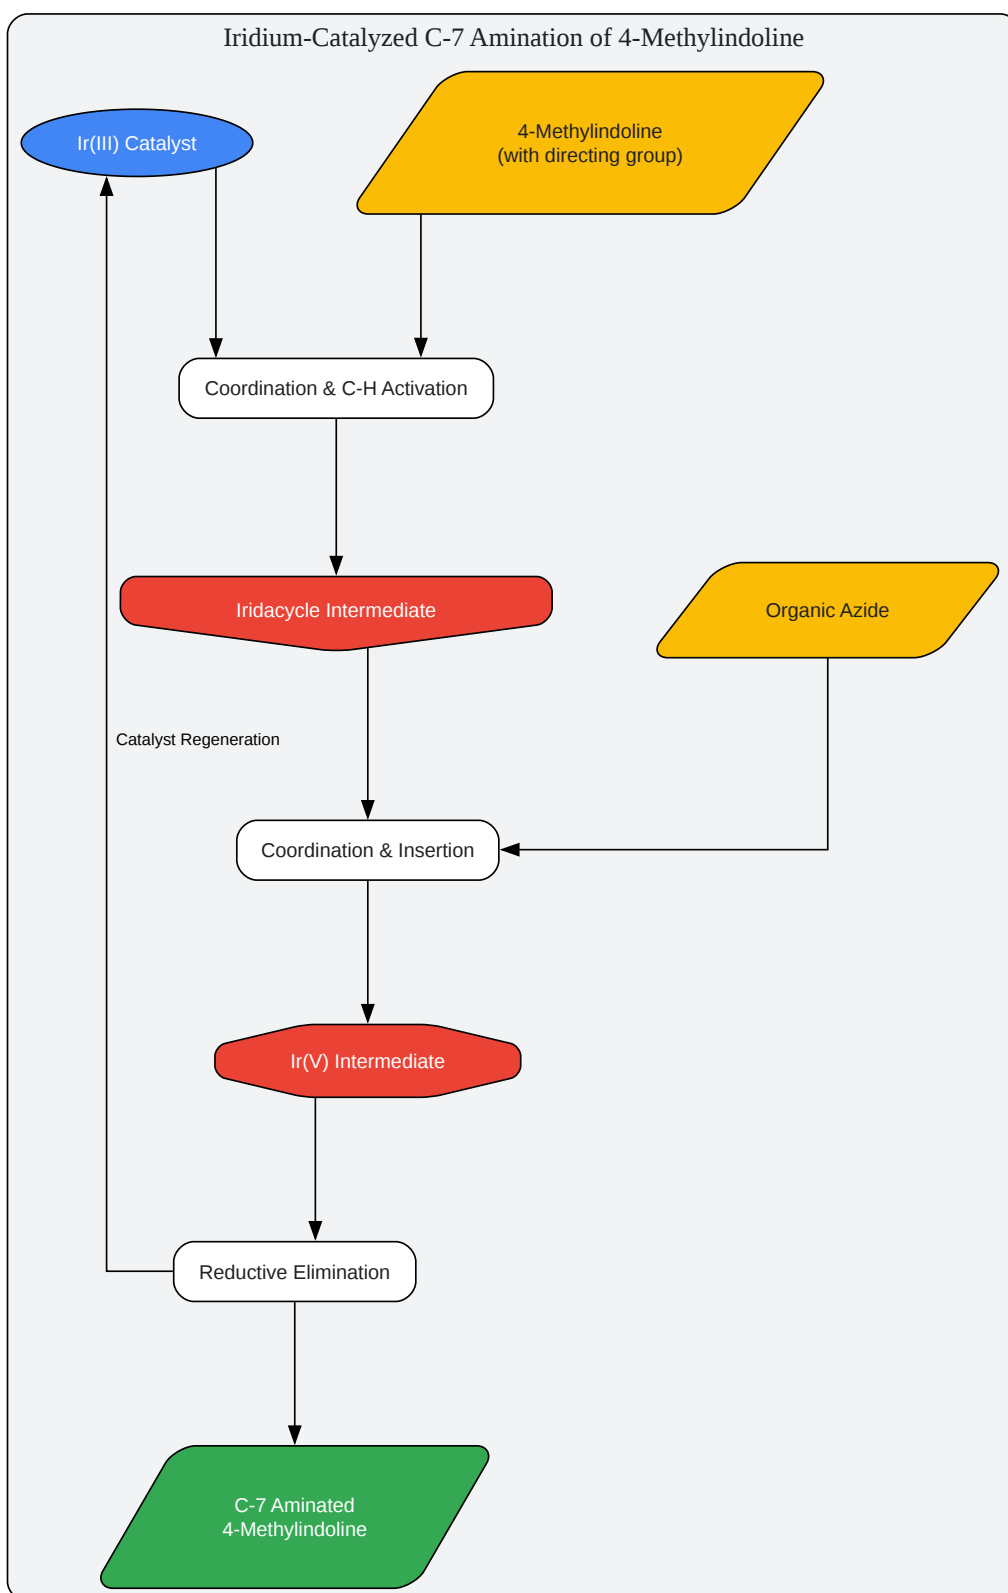 Iridium-Catalyzed C-7 Amination of 4-Methylindoline
Ir(III) Catalyst
4-Methylindoline
(with directing group)
Coordination & C-H Activation
Iridacycle Intermediate
Organic Azide
Catalyst Regeneration
Coordination & Insertion
Ir(V) Intermediate
Reductive Elimination
C-7 Aminated
4-Methylindoline